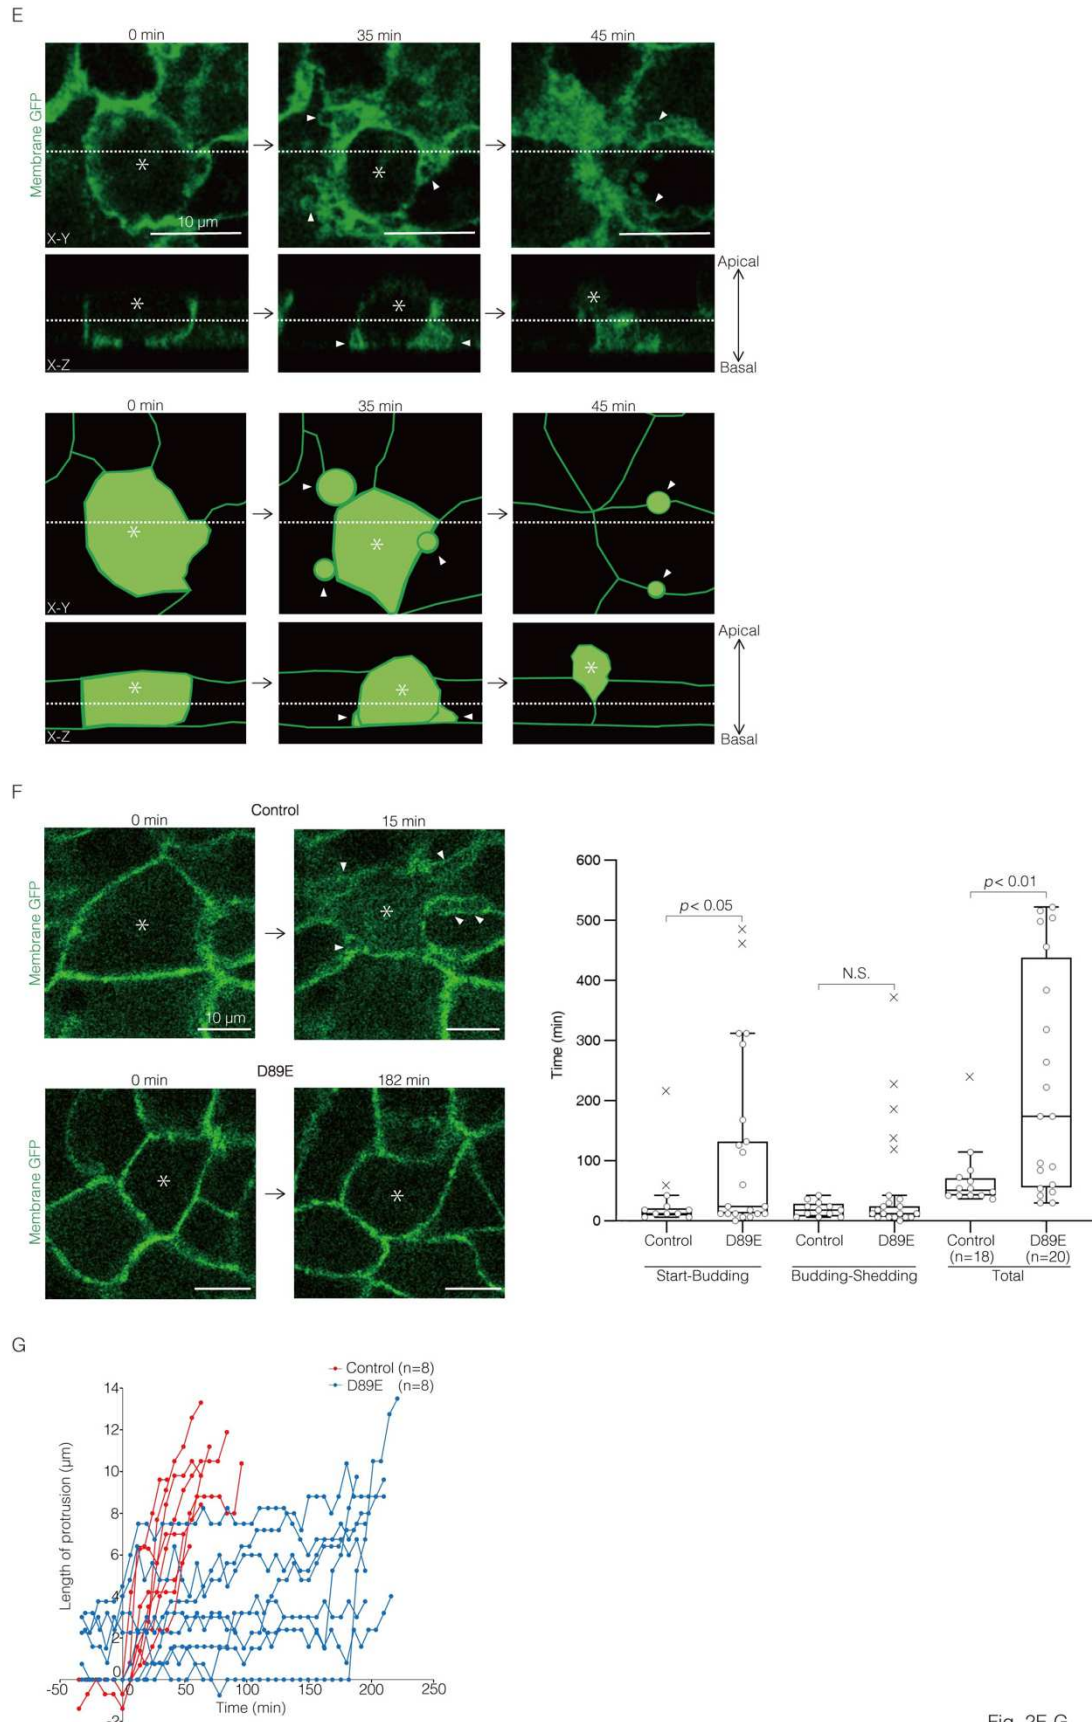 E
0 min 35 min 45 min
Membrane GFP
10 µm
X-Y
Apical
X-Z
Basal
0 min 35 min 45 min
X-Y
Apical
X-Z
Basal
F
Control
0 min 15 min
Membrane GFP
10 µm
D89E
0 min 182 min
Membrane GFP
600
500
400
300
200
100
0
Time (min)
p< 0.05
N.S.
p< 0.01
Control D89E Control D89E Control D89E
(n=18) (n=20)
Start-Budding Budding-Shedding Total
G
Control (n=8)
D89E (n=8)
14
12
10
8
6
4
2
0
-2
Length of protrusion (µm)
-50 0 50 100 150 200 250
Time (min)